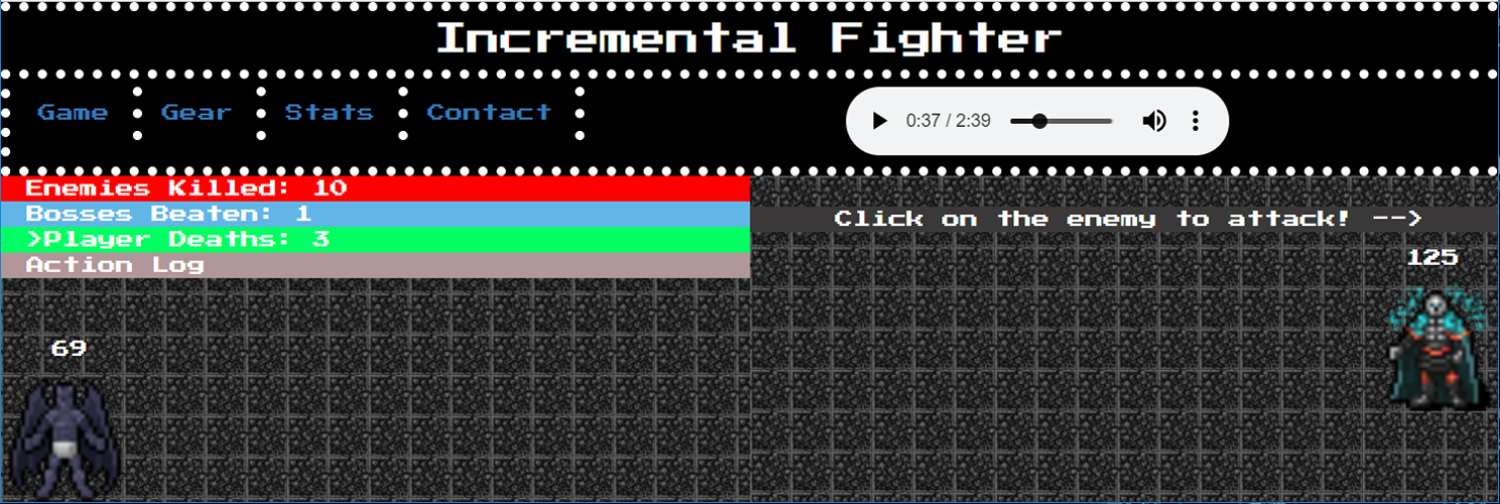 Incremental Fighter
Game Gear Stats Contact
0:37 / 2:39
Enemies Killed: 10
Bosses Beaten: 1
>Player Deaths: 3
Action Log
Click on the enemy to attack! -->
125
69